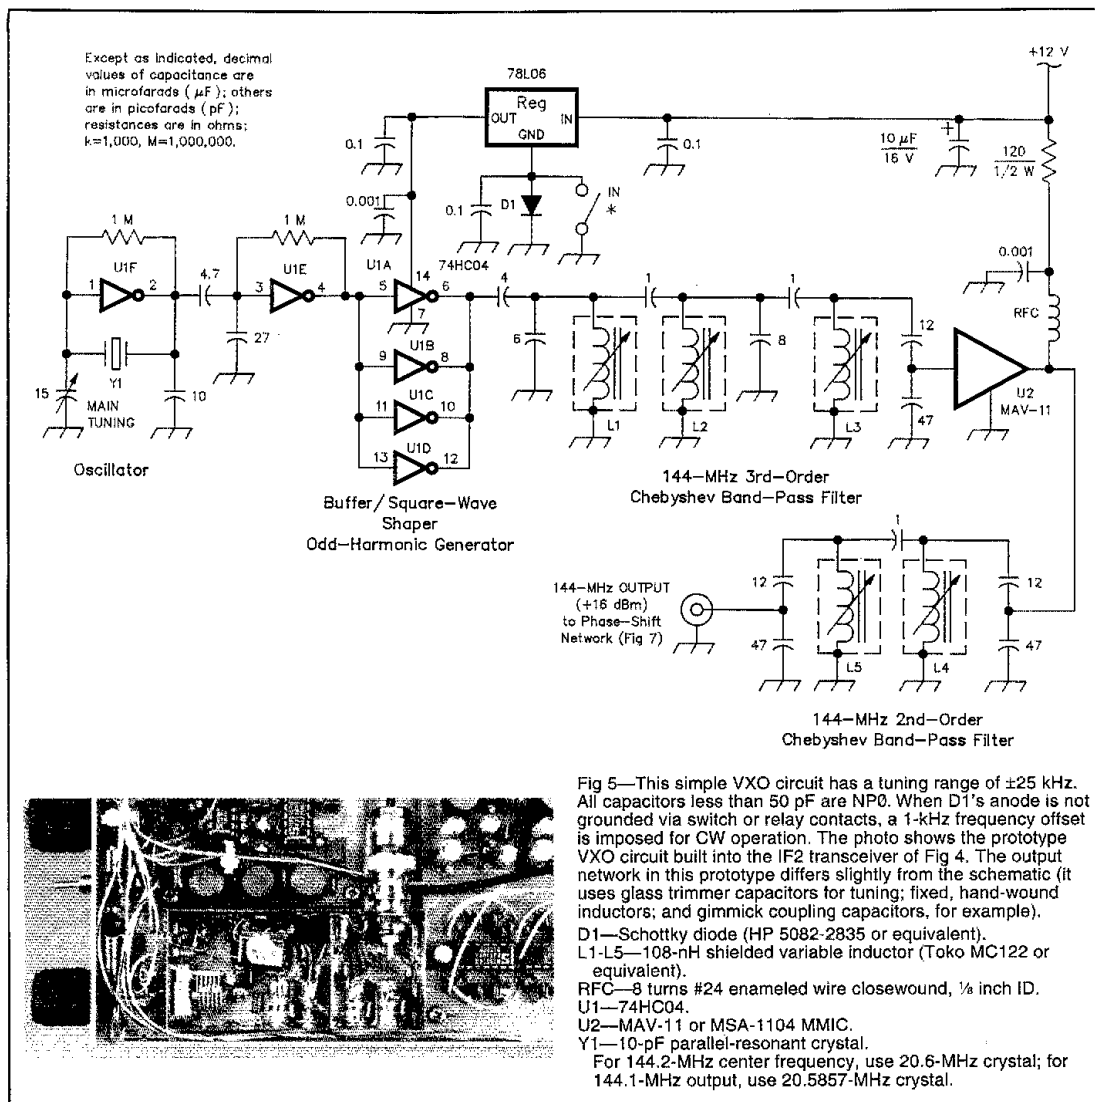 Except as Indicated, decimal
values of capacitance are
in microfarads ( µF); others
are in picofarads ( pF);
resistances are in ohms;
k=1,000, M=1,000,000.
+12 V
78L06
Reg
OUT
IN
GND
0.1
0.1
10 µF
16 V
+
120
1/2 W
0.001
0.1
D1
IN
*
1 M
1 M
0.001
U1F
1
2
4.7
U1E
3
4
U1A
74HC04
5
14
6
7
4
1
1
RFC
27
6
8
12
Y1
15
MAIN
TUNING
10
U1B
9
8
U1C
11
10
U1D
13
12
L1
L2
L3
47
U2
MAV-11
Oscillator
144-MHz 3rd-Order
Chebyshev Band-Pass Filter
Buffer/Square-Wave
Shaper
Odd-Harmonic Generator
1
144-MHz OUTPUT
(+16 dBm)
to Phase-Shift
Network (Fig 7)
12
12
47
47
L5
L4
144-MHz 2nd-Order
Chebyshev Band-Pass Filter
Fig 5—This simple VXO circuit has a tuning range of ±25 kHz.
All capacitors less than 50 pF are NP0. When D1's anode is not
grounded via switch or relay contacts, a 1-kHz frequency offset
is imposed for CW operation. The photo shows the prototype
VXO circuit built into the IF2 transceiver of Fig 4. The output
network in this prototype differs slightly from the schematic (it
uses glass trimmer capacitors for tuning; fixed, hand-wound
inductors; and gimmick coupling capacitors, for example).
D1—Schottky diode (HP 5082-2835 or equivalent).
L1-L5—108-nH shielded variable inductor (Toko MC122 or
equivalent).
RFC—8 turns #24 enameled wire closewound, ⅛ inch ID.
U1—74HC04.
U2—MAV-11 or MSA-1104 MMIC.
Y1—10-pF parallel-resonant crystal.
For 144.2-MHz center frequency, use 20.6-MHz crystal; for
144.1-MHz output, use 20.5857-MHz crystal.